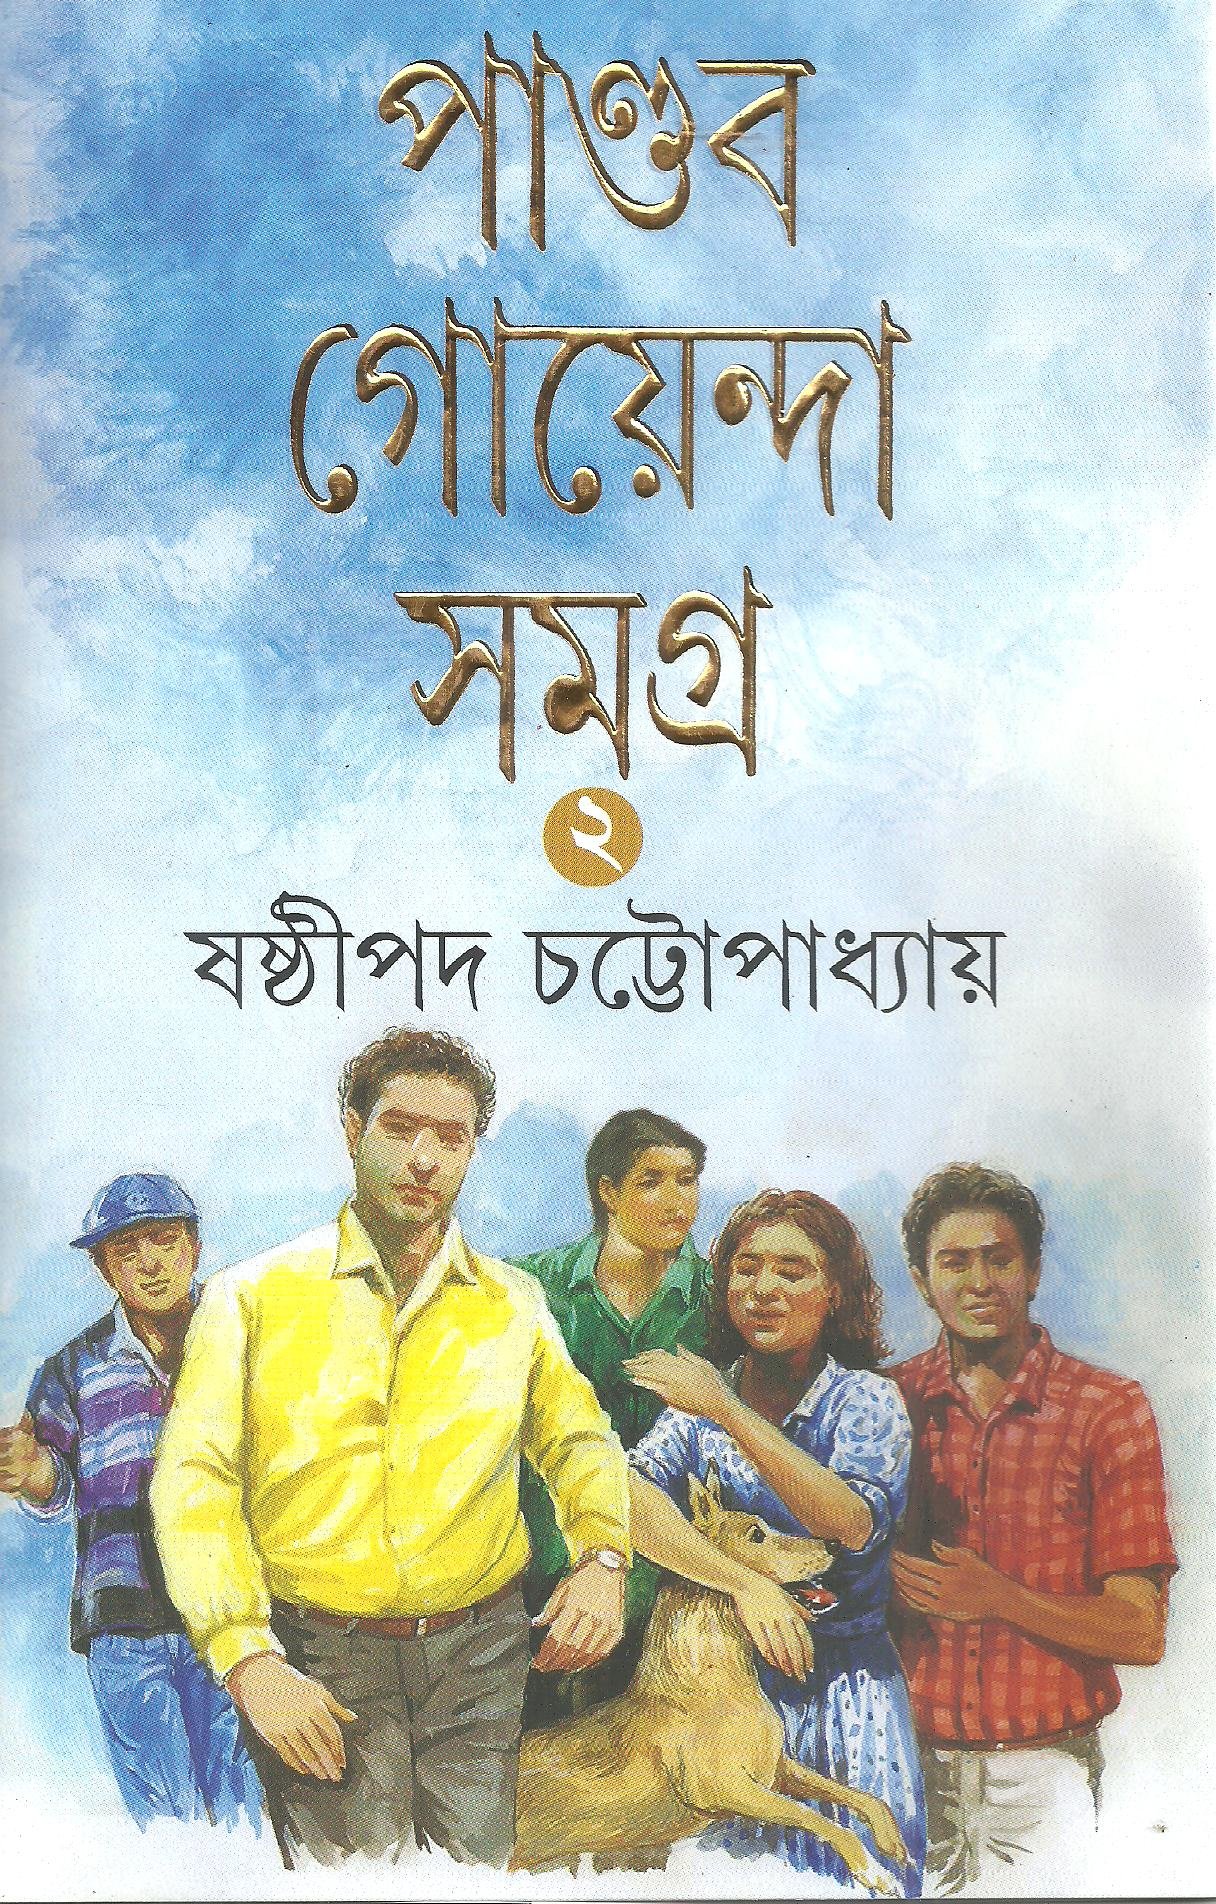 পাণ্ডব
গোয়েন্দা
সমগ্র
২
ষষ্ঠীপদ চট্টোপাধ্যায়